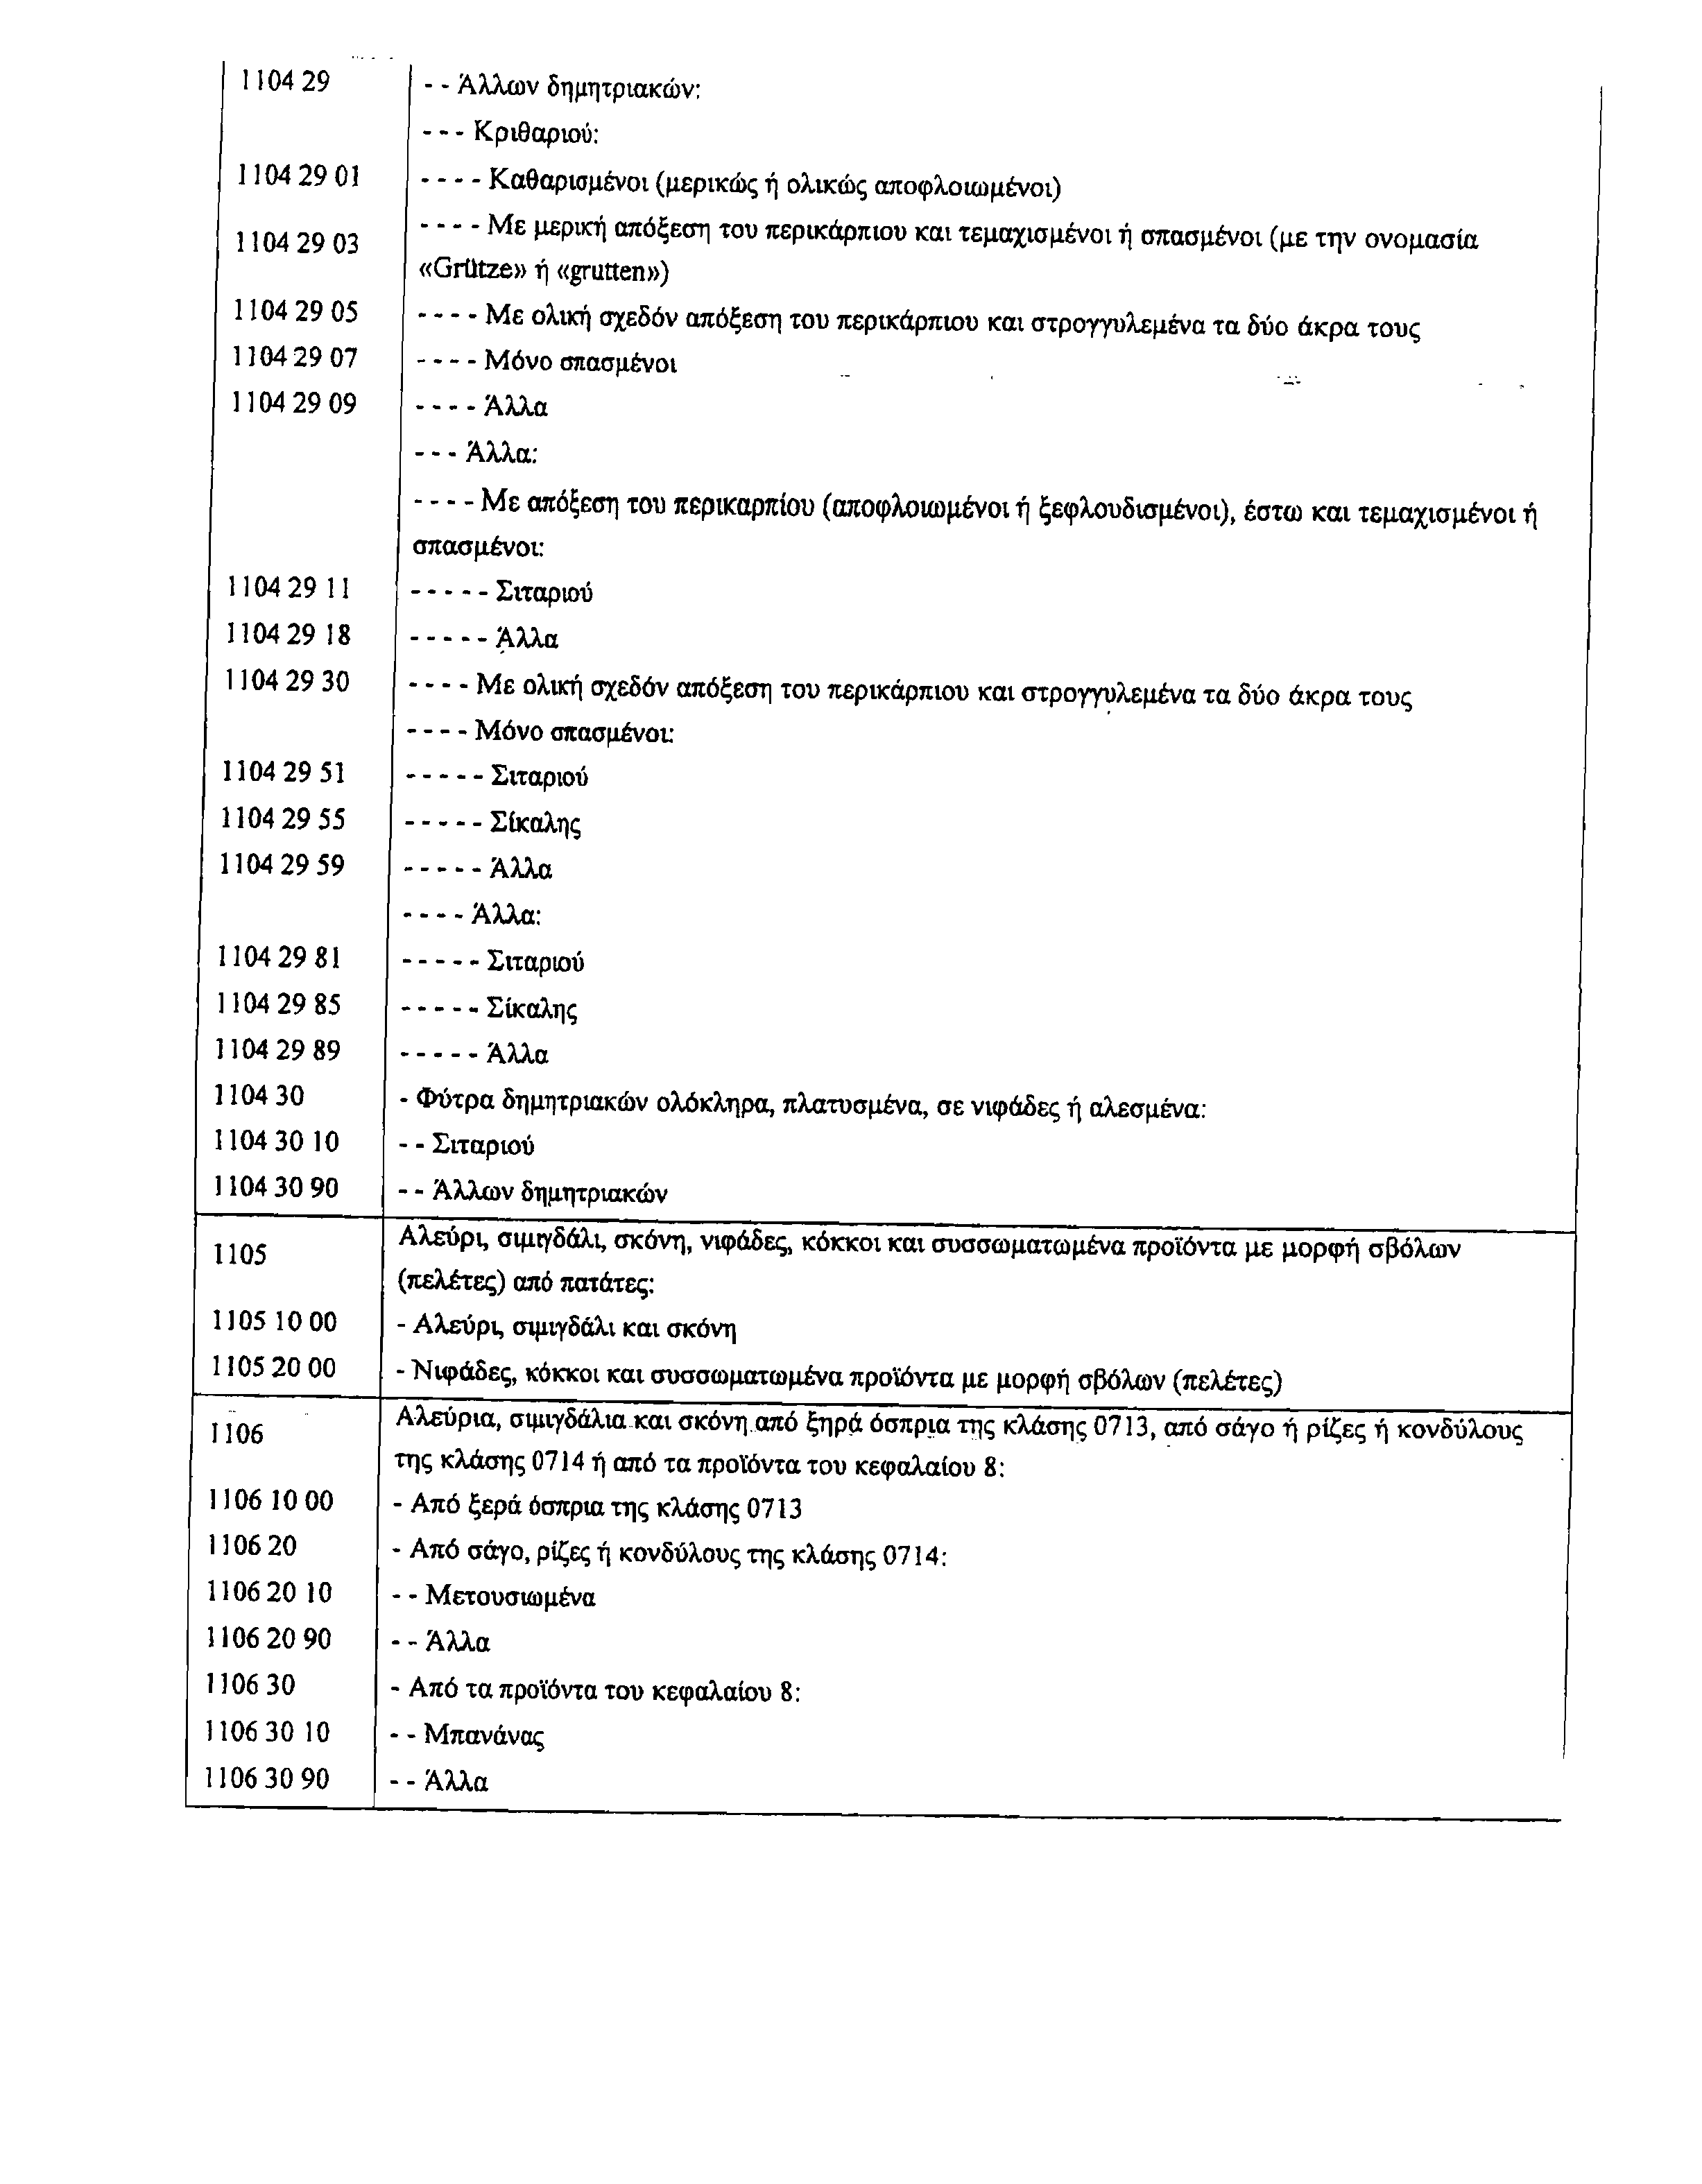 1104 29 - - Άλλων δημητριακών:
- - - Κριθαριού:
1104 29 01 - - - - Καθαρισμένοι (μερικώς ή ολικώς αποφλοιωμένοι)
1104 29 03 - - - - Με μερική απόξεση του περικάρπιου και τεμαχισμένοι ή σπασμένοι (με την ονομασία
«Grütze» ή «grutten»)
1104 29 05 - - - - Με ολική σχεδόν απόξεση του περικάρπιου και στρογγυλεμένα τα δύο άκρα τους
1104 29 07 - - - - Μόνο σπασμένοι
1104 29 09 - - - - Άλλα
- - - Άλλα:
- - - - Με απόξεση του περικαρπίου (αποφλοιωμένοι ή ξεφλουδισμένοι), έστω και τεμαχισμένοι ή
σπασμένοι:
1104 29 11 - - - - - Σιταριού
1104 29 18 - - - - - Άλλα
1104 29 30 - - - - Με ολική σχεδόν απόξεση του περικάρπιου και στρογγυλεμένα τα δύο άκρα τους
- - - - Μόνο σπασμένοι:
1104 29 51 - - - - - Σιταριού
1104 29 55 - - - - - Σίκαλης
1104 29 59 - - - - - Άλλα
- - - - Άλλα:
1104 29 81 - - - - - Σιταριού
1104 29 85 - - - - - Σίκαλης
1104 29 89 - - - - - Άλλα
1104 30 - Φύτρα δημητριακών ολόκληρα, πλατυσμένα, σε νιφάδες ή αλεσμένα:
1104 30 10 - - Σιταριού
1104 30 90 - - Άλλων δημητριακών
1105 Αλεύρι, σιμιγδάλι, σκόνη, νιφάδες, κόκκοι και συσσωματωμένα προϊόντα με μορφή σβόλων
(πελέτες) από πατάτες:
1105 10 00 - Αλεύρι, σιμιγδάλι και σκόνη
1105 20 00 - Νιφάδες, κόκκοι και συσσωματωμένα προϊόντα με μορφή σβόλων (πελέτες)
1106 Αλεύρια, σιμιγδάλια και σκόνη από ξηρά όσπρια της κλάσης 0713, από σάγο ή ρίζες ή κονδύλους
της κλάσης 0714 ή από τα προϊόντα του κεφαλαίου 8:
1106 10 00 - Από ξερά όσπρια της κλάσης 0713
1106 20 - Από σάγο, ρίζες ή κονδύλους της κλάσης 0714:
1106 20 10 - - Μετουσιωμένα
1106 20 90 - - Άλλα
1106 30 - Από τα προϊόντα του κεφαλαίου 8:
1106 30 10 - - Μπανάνας
1106 30 90 - - Άλλα